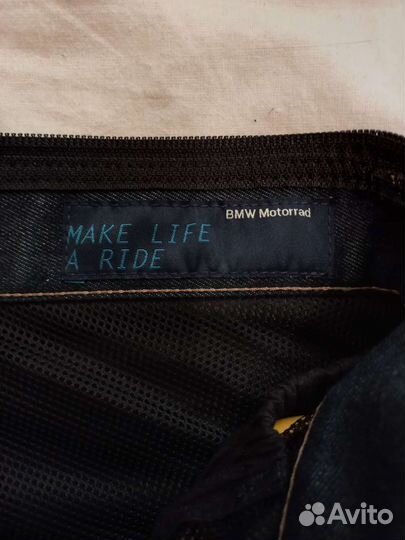 BMW Motorrad
MAKE LIFE
A RIDE
Avito